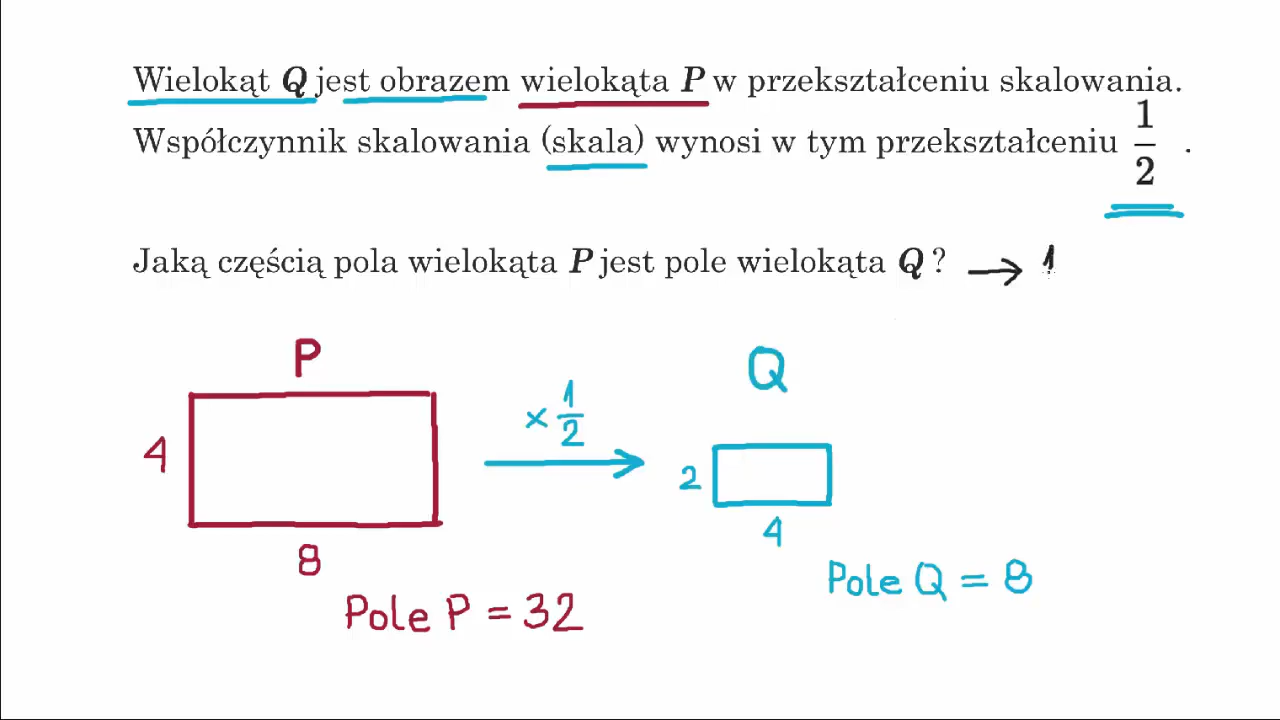 Wielokąt Q jest obrazem wielokąta P w przekształceniu skalowania.
Współczynnik skalowania (skala) wynosi w tym przekształceniu 1/2 .
Jaką częścią pola wielokąta P jest pole wielokąta Q ? → 1
P
4
8
Pole P = 32
× 1/2
Q
2
4
Pole Q = 8